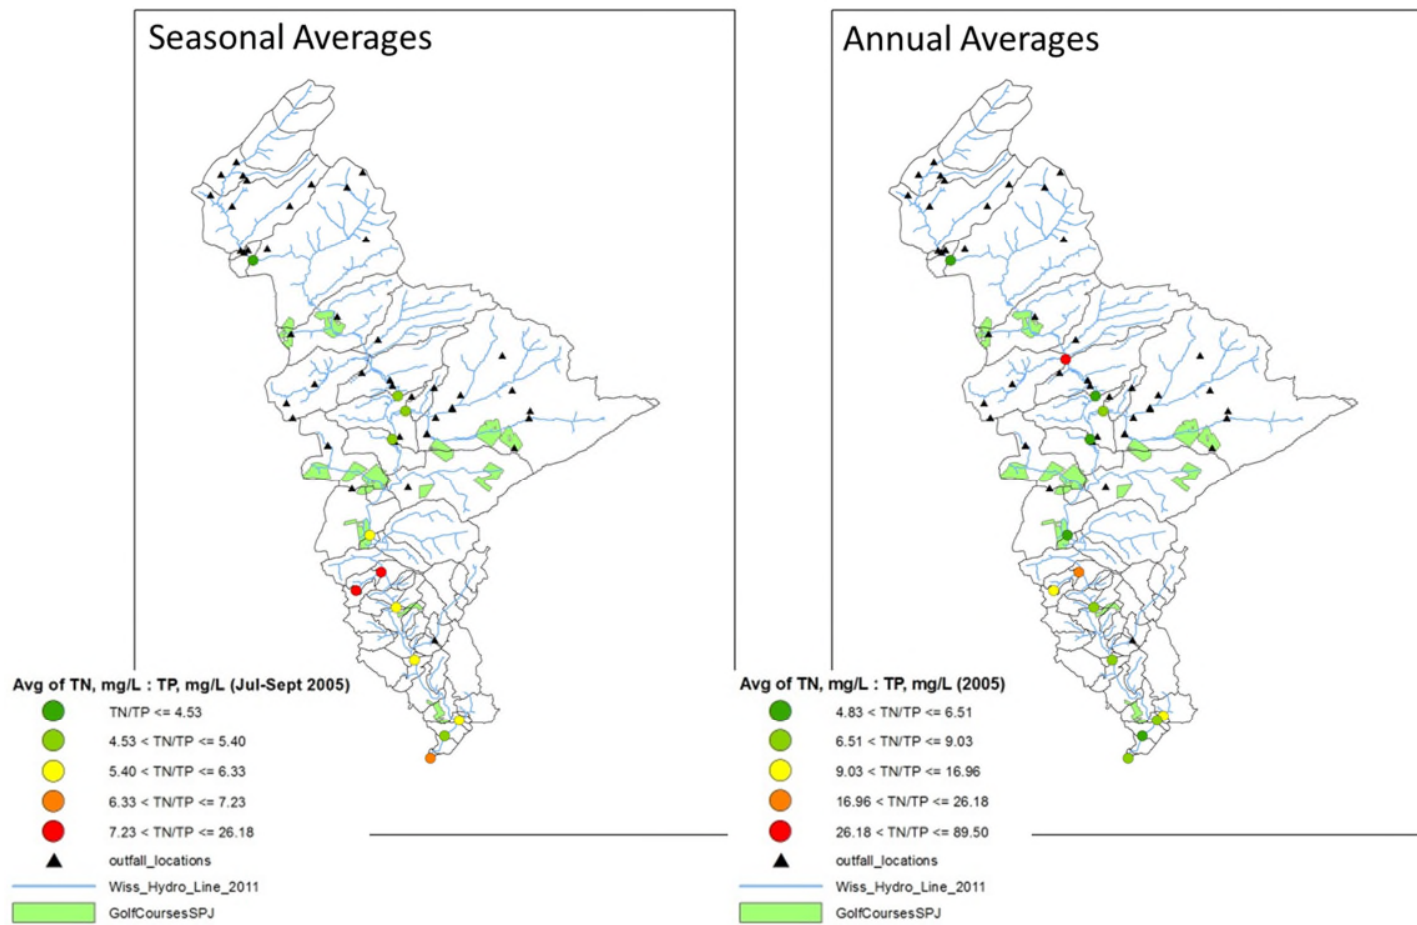 Seasonal Averages
Avg of TN, mg/L : TP, mg/L (Jul-Sept 2005)
TN/TP <= 4.53
4.53 < TN/TP <= 5.40
5.40 < TN/TP <= 6.33
6.33 < TN/TP <= 7.23
7.23 < TN/TP <= 26.18
outfall_locations
Wiss_Hydro_Line_2011
GolfCoursesSPJ
Annual Averages
Avg of TN, mg/L : TP, mg/L (2005)
4.83 < TN/TP <= 6.51
6.51 < TN/TP <= 9.03
9.03 < TN/TP <= 16.96
16.96 < TN/TP <= 26.18
26.18 < TN/TP <= 89.50
outfall_locations
Wiss_Hydro_Line_2011
GolfCoursesSPJ